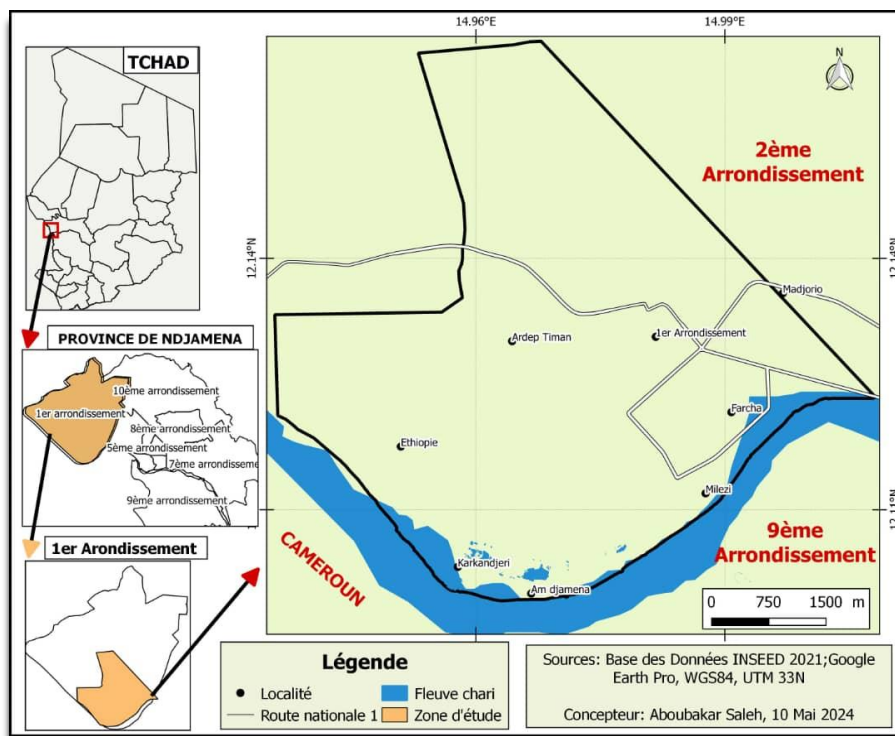 TCHAD
PROVINCE DE NDJAMENA
10ème arrondissement
1er arrondissement
8ème arrondissement
5ème arrondissement
7ème arrondissement
9ème arrondissement
1er Arondissement
14.96°E
14.99°E
N
2ème
Arrondissement
12.14°N
12.14°N
Madjorio
Ardep Timan
1er Arrondissement
Farcha
Ethiopie
Milezi
12.11°N
9ème
Arrondissement
Karkandjeri
CAMEROUN
Am djamena
0 750 1500 m
Légende
Localité
Fleuve chari
Route nationale 1
Zone d'étude
Sources: Base des Données INSEED 2021;Google
Earth Pro, WGS84, UTM 33N
Concepteur: Aboubakar Saleh, 10 Mai 2024